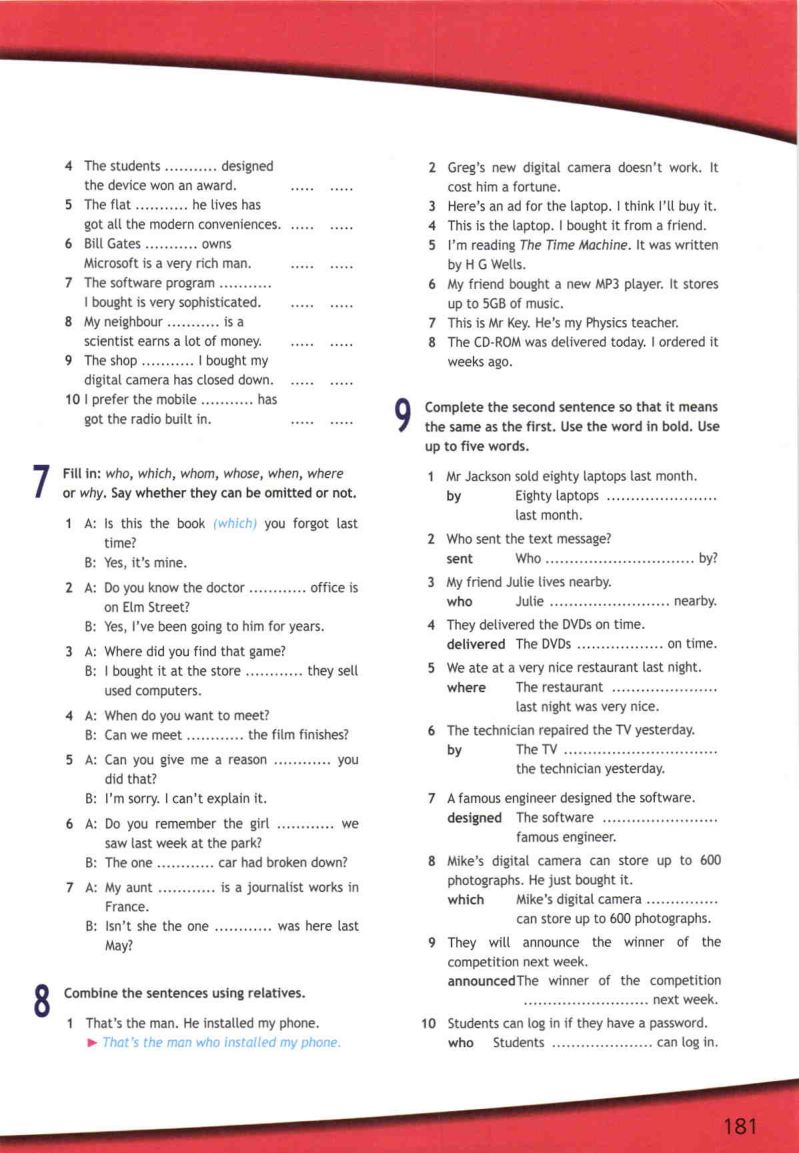 4 The students ........... designed
the device won an award. ..... .....
5 The flat ........... he lives has
got all the modern conveniences. ..... .....
6 Bill Gates ........... owns
Microsoft is a very rich man. ..... .....
7 The software program ...........
I bought is very sophisticated. ..... .....
8 My neighbour ........... is a
scientist earns a lot of money. ..... .....
9 The shop ........... I bought my
digital camera has closed down. ..... .....
10 I prefer the mobile ........... has
got the radio built in. ..... .....
7 Fill in: who, which, whom, whose, when, where
or why. Say whether they can be omitted or not.
1 A: Is this the book (which) you forgot last
time?
B: Yes, it's mine.
2 A: Do you know the doctor ............ office is
on Elm Street?
B: Yes, I've been going to him for years.
3 A: Where did you find that game?
B: I bought it at the store ............ they sell
used computers.
4 A: When do you want to meet?
B: Can we meet ............ the film finishes?
5 A: Can you give me a reason ............ you
did that?
B: I'm sorry. I can't explain it.
6 A: Do you remember the girl ............ we
saw last week at the park?
B: The one ............ car had broken down?
7 A: My aunt ............ is a journalist works in
France.
B: Isn't she the one ............ was here last
May?
8 Combine the sentences using relatives.
1 That's the man. He installed my phone.
► That's the man who installed my phone.
2 Greg's new digital camera doesn't work. It
cost him a fortune.
3 Here's an ad for the laptop. I think I'll buy it.
4 This is the laptop. I bought it from a friend.
5 I'm reading The Time Machine. It was written
by H G Wells.
6 My friend bought a new MP3 player. It stores
up to 5GB of music.
7 This is Mr Key. He's my Physics teacher.
8 The CD-ROM was delivered today. I ordered it
weeks ago.
9 Complete the second sentence so that it means
the same as the first. Use the word in bold. Use
up to five words.
1 Mr Jackson sold eighty laptops last month.
by Eighty laptops .......................
last month.
2 Who sent the text message?
sent Who ............................... by?
3 My friend Julie lives nearby.
who Julie ......................... nearby.
4 They delivered the DVDs on time.
delivered The DVDs .................. on time.
5 We ate at a very nice restaurant last night.
where The restaurant ......................
last night was very nice.
6 The technician repaired the TV yesterday.
by The TV ................................
the technician yesterday.
7 A famous engineer designed the software.
designed The software ........................
famous engineer.
8 Mike's digital camera can store up to 600
photographs. He just bought it.
which Mike's digital camera ...............
can store up to 600 photographs.
9 They will announce the winner of the
competition next week.
announcedThe winner of the competition
.......................... next week.
10 Students can log in if they have a password.
who Students ..................... can log in.
181